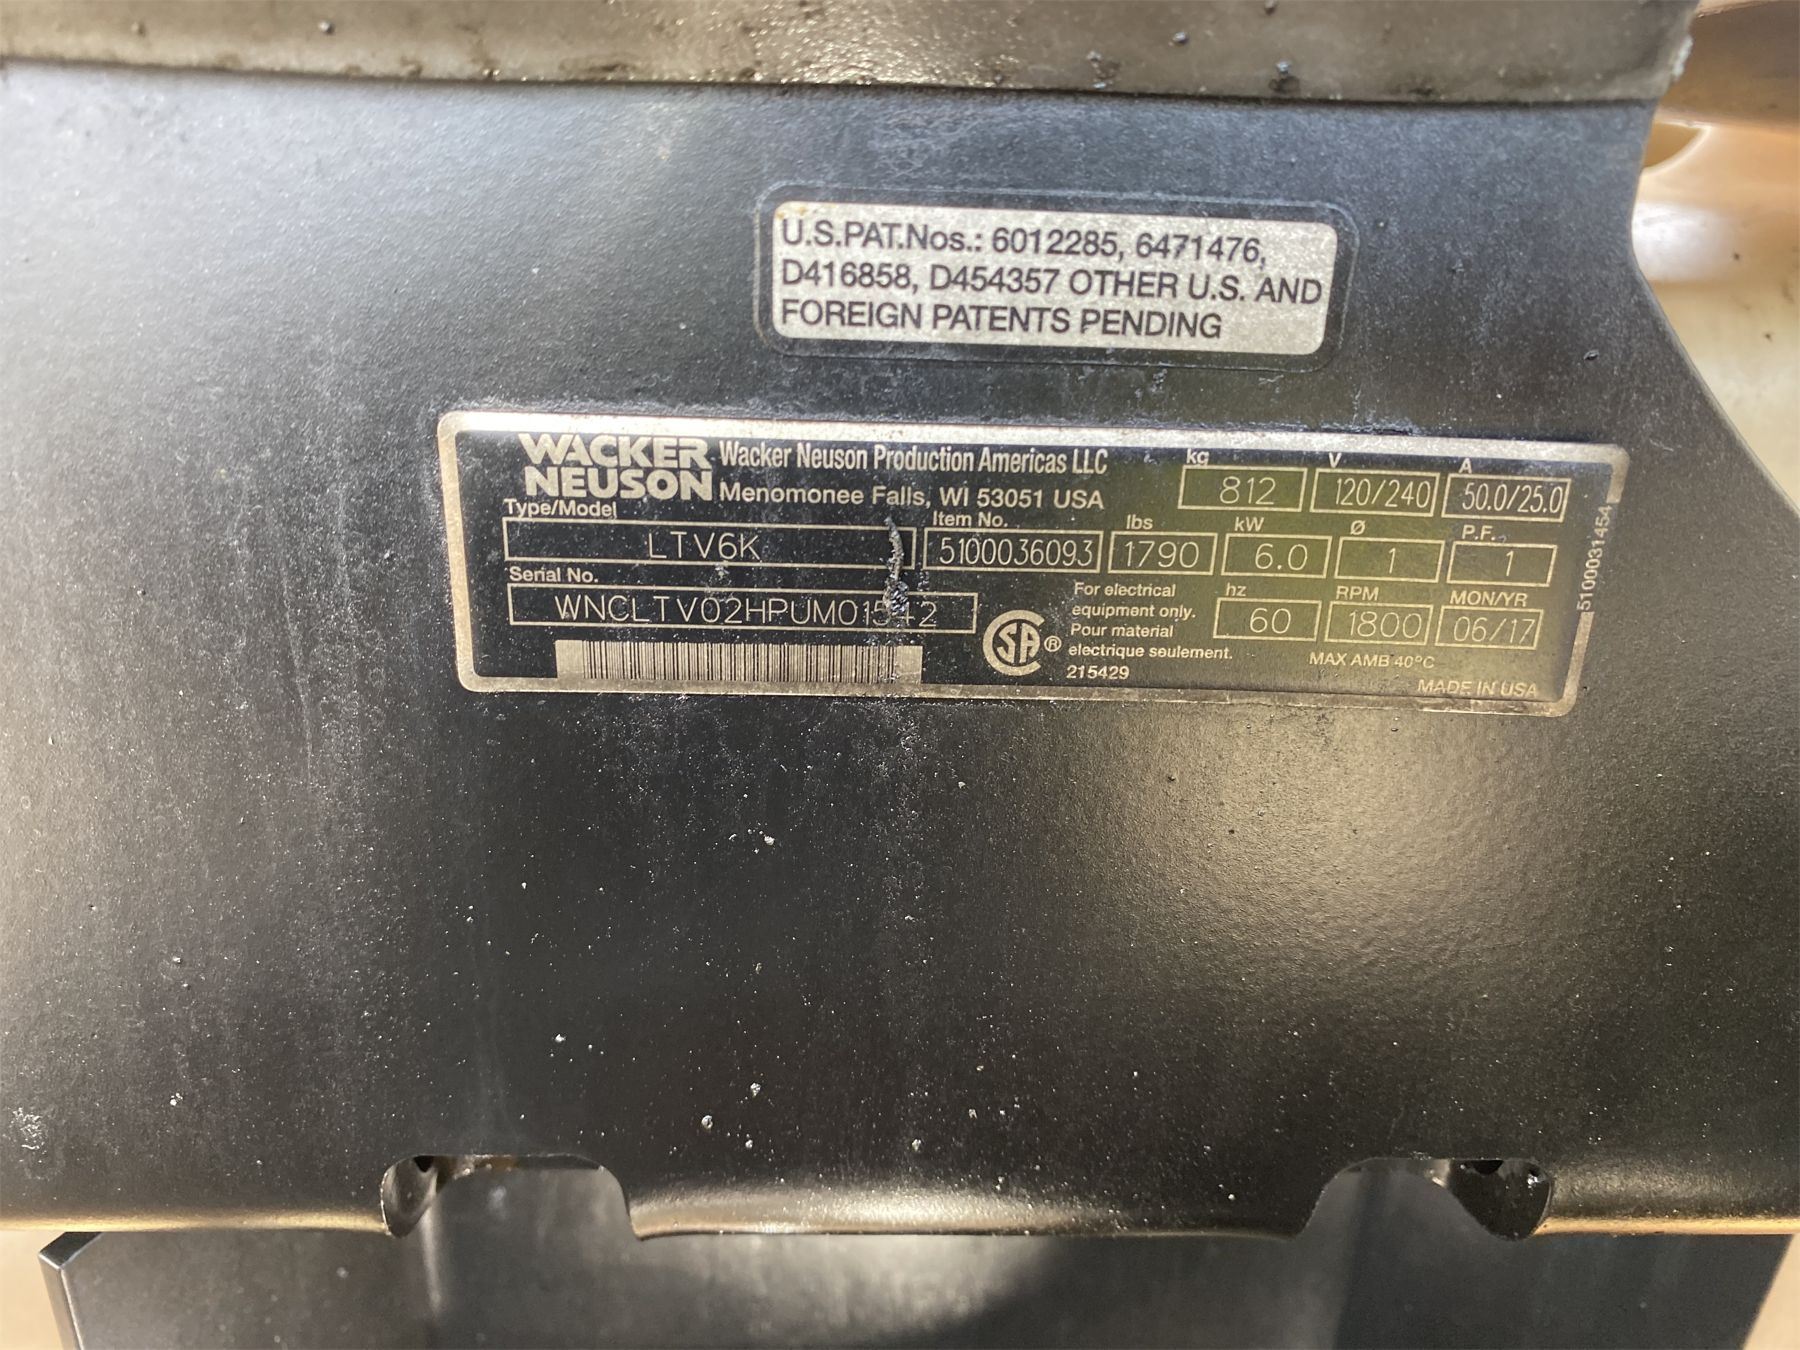 U.S.PAT.Nos.: 6012285, 6471476,
D416858, D454357 OTHER U.S. AND
FOREIGN PATENTS PENDING
WACKER
NEUSON
Wacker Neuson Production Americas LLC
Menomonee Falls, WI 53051 USA
kg
812
V
120/240
A
50.0/25.0
Type/Model
LTV6K
Item No.
5100036093
lbs
1790
kW
6.0
Ø
1
P.F.
1
Serial No.
CSA ®
For electrical
equipment only.
Pour material
electrique seulement.
215429
hz
60
RPM
1800
MON/YR
06/17
MAX AMB 40°C
MADE IN USA
5100031454